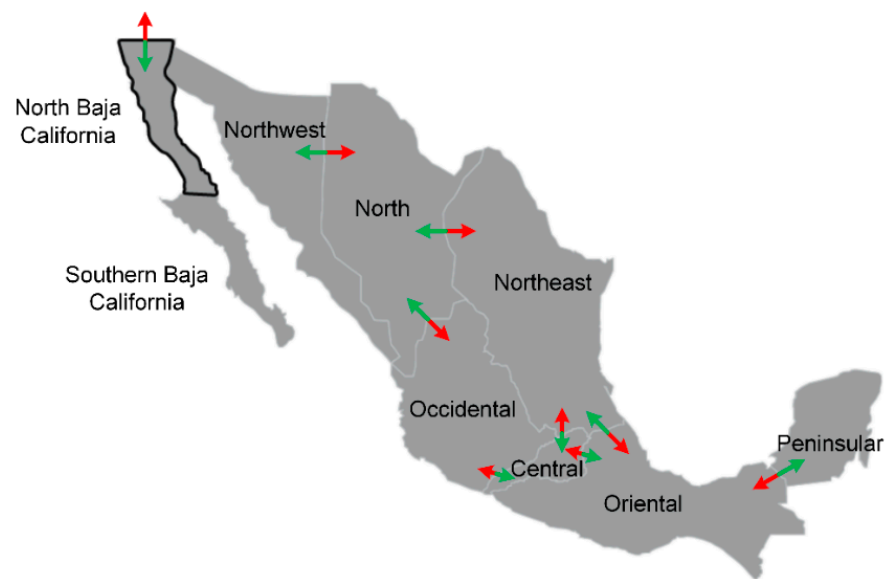 North Baja
California
Northwest
North
Southern Baja
California
Northeast
Occidental
Peninsular
Central
Oriental